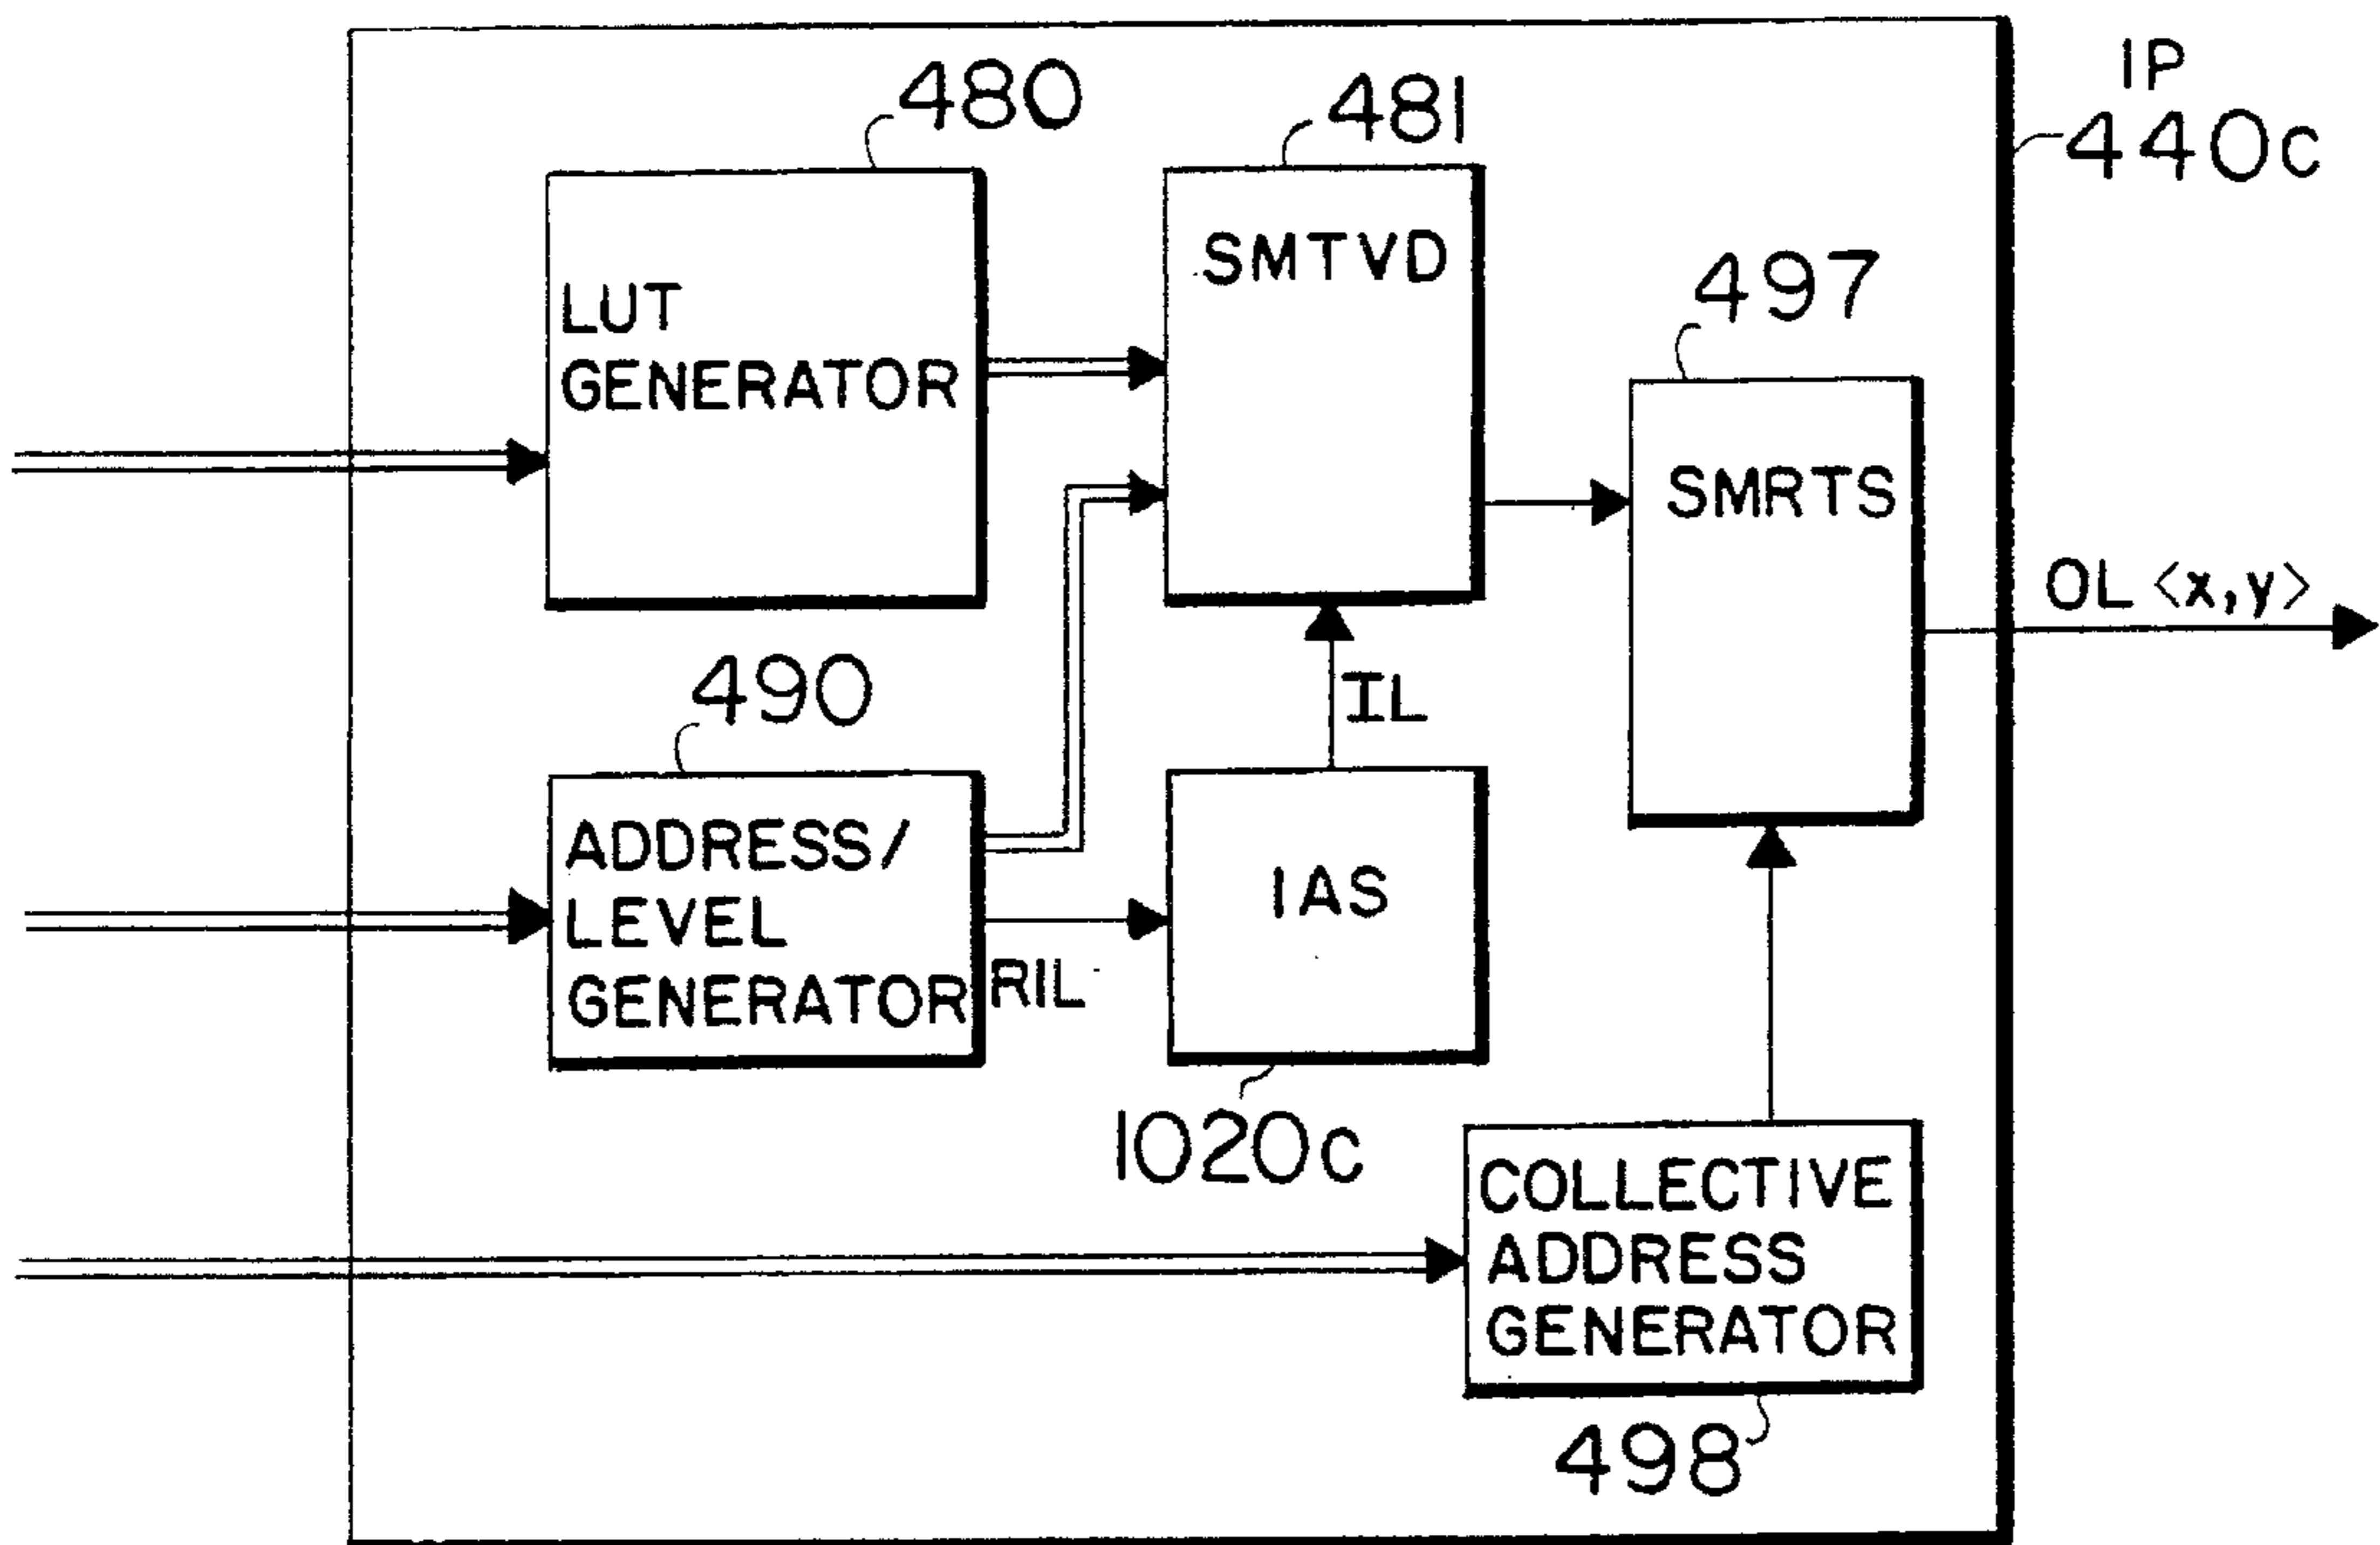 IP
440c
480
481
SMTVD
497
LUT
GENERATOR
SMRTS
OL <x,y>
490
IL
ADDRESS/
LEVEL
GENERATOR
RIL
IAS
1020c
COLLECTIVE
ADDRESS
GENERATOR
498